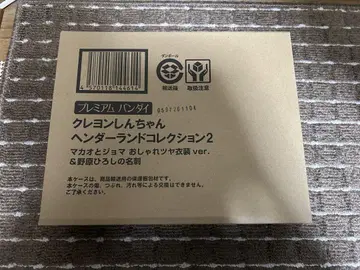 ダンボール
取扱注意
プレミアム バンダイ
クレヨンしんちゃん
ヘンダーランドコレクション2
マカオとジョマ おしゃれツヤ衣装 ver.
&野原ひろしの名刺
本ケースは、商品輸送用の保護梱包材です。
本ケースの傷、つぶれ、汚れ等による交換はできません。
ご了承ください。